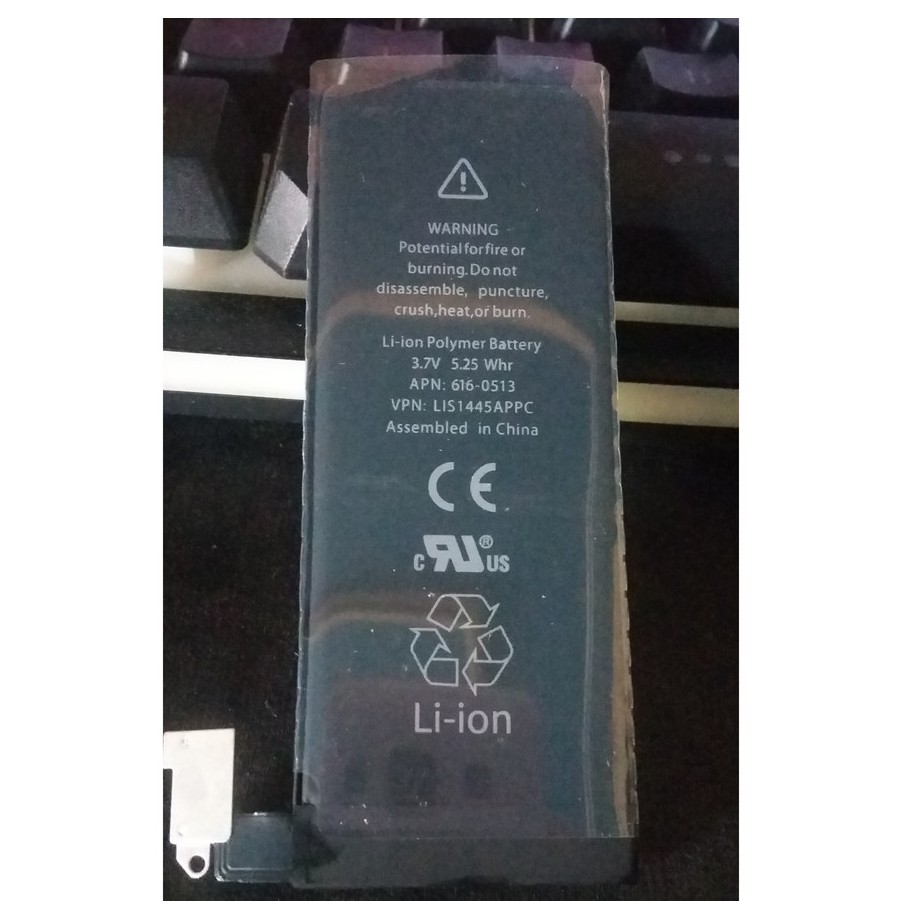 WARNING
Potential for fire or
burning. Do not
disassemble, puncture,
crush,heat,or burn.
Li-ion Polymer Battery
3.7V 5.25 Whr
APN: 616-0513
VPN: LIS1445APPC
Assembled in China
CE
c RU ® US
Li-ion